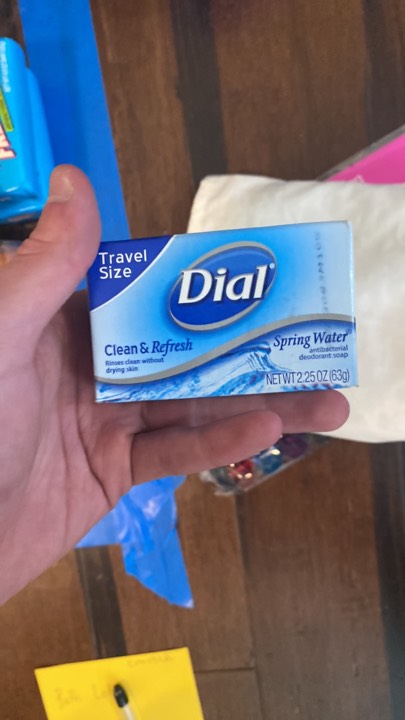 Travel
Size
Dial
Clean & Refresh
Rinses clean without
drying skin
Spring Water
antibacterial
deodorant soap
NET WT 2.25 OZ (63g)